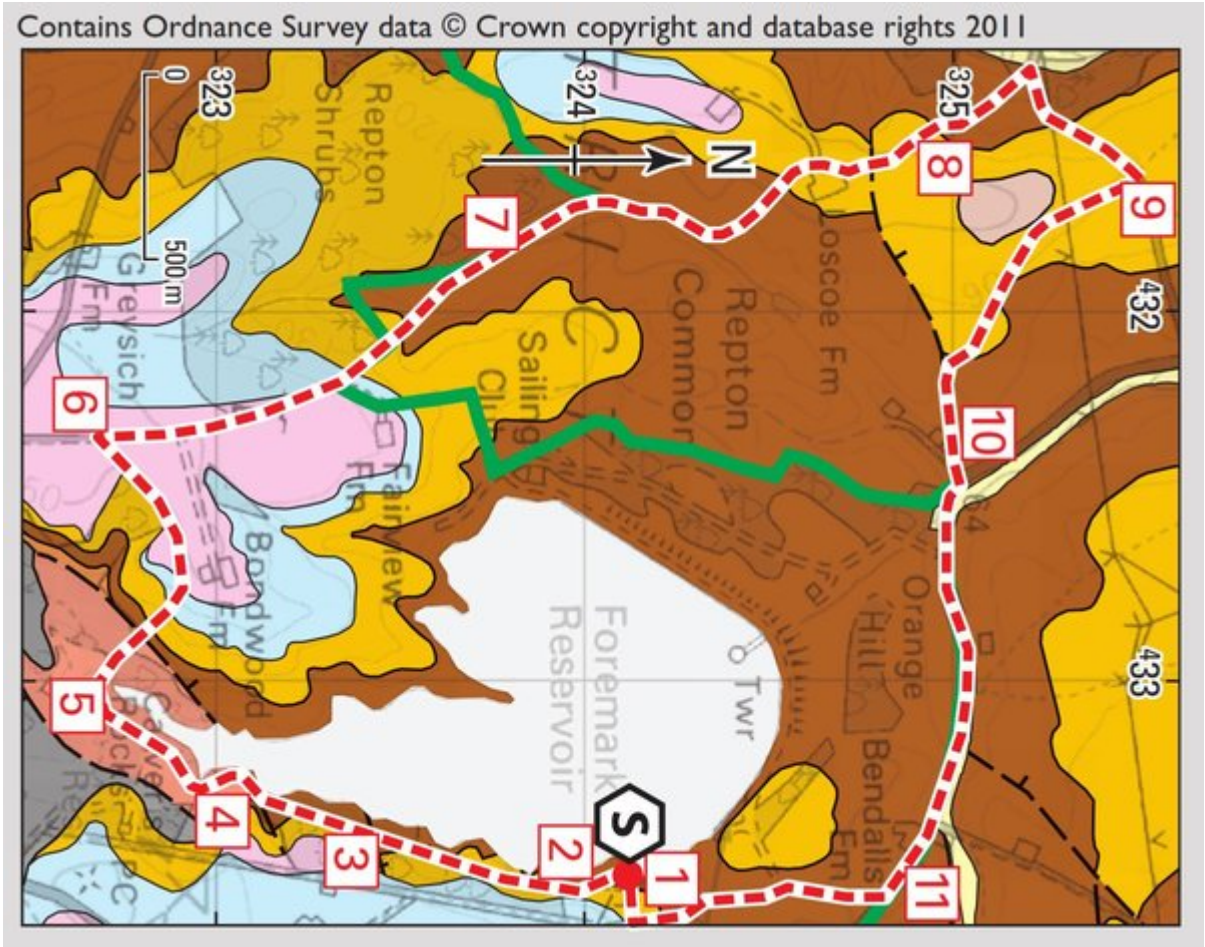 Contains Ordnance Survey data © Crown copyright and database rights 2011
0
500 m
323
324
325
432
433
N
Repton
Shrubs
Loscoe Fm
Repton
Common
Sailing
Club
Greysich
Fm
Fairview
Fm
Bondwood
Fm
Foremark
Reservoir
Twr
Orange
Hill
Bendalls
Fm
64
PC
S
1
2
3
4
5
6
7
8
9
10
11